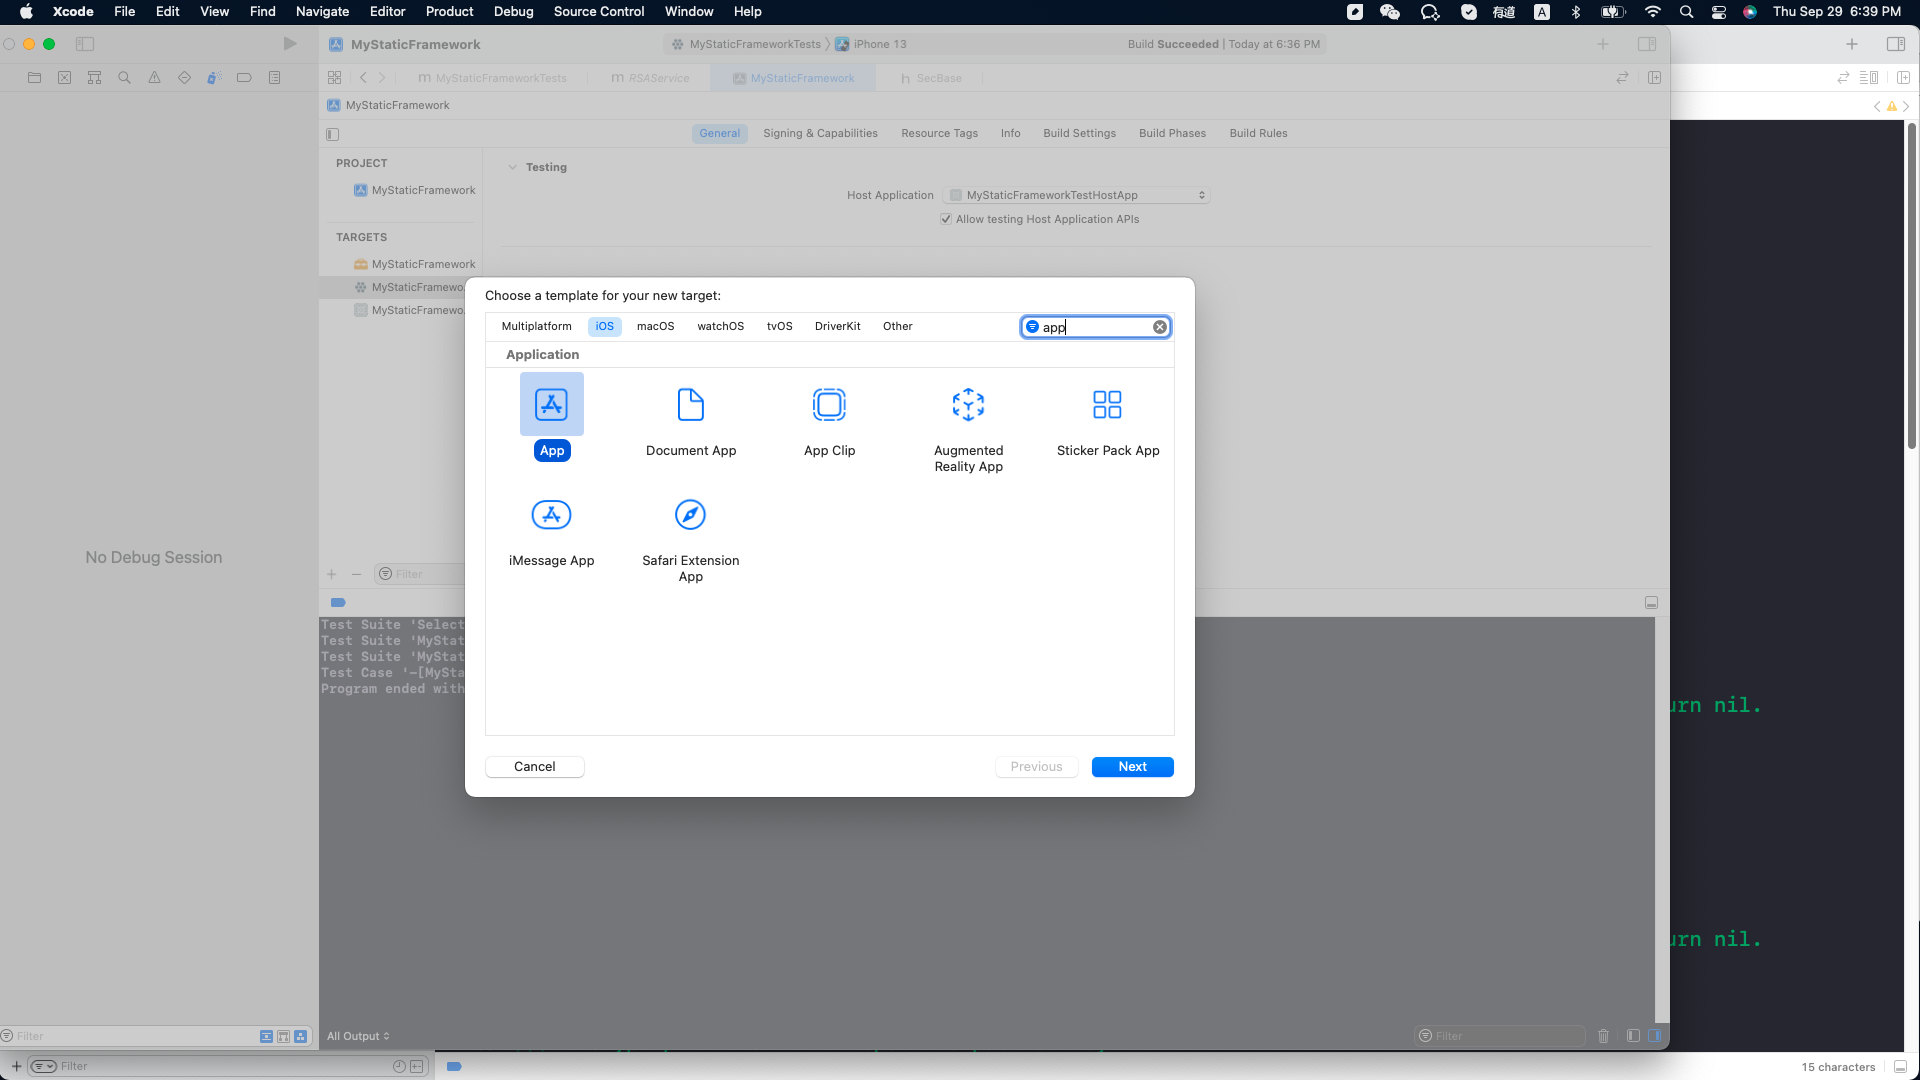 Xcode File Edit View Find Navigate Editor Product Debug Source Control Window Help 有道 A Thu Sep 29 6:39 PM
MyStaticFramework MyStaticFrameworkTests iPhone 13 Build Succeeded | Today at 6:36 PM
m MyStaticFrameworkTests m RSAService MyStaticFramework h SecBase
MyStaticFramework
General Signing & Capabilities Resource Tags Info Build Settings Build Phases Build Rules
PROJECT
MyStaticFramework
TARGETS
MyStaticFramework
MyStaticFramewo
MyStaticFramewo
Testing
Host Application MyStaticFrameworkTestHostApp
Allow testing Host Application APIs
Choose a template for your new target:
Multiplatform iOS macOS watchOS tvOS DriverKit Other app
Application
App Document App App Clip Augmented Reality App Sticker Pack App
iMessage App Safari Extension App
Cancel Previous Next
No Debug Session
Filter
Test Suite 'Select
Test Suite 'MyStat
Test Suite 'MyStat
Test Case '-[MySta
Program ended with
urn nil.
urn nil.
Filter
All Output
Filter
Filter
15 characters